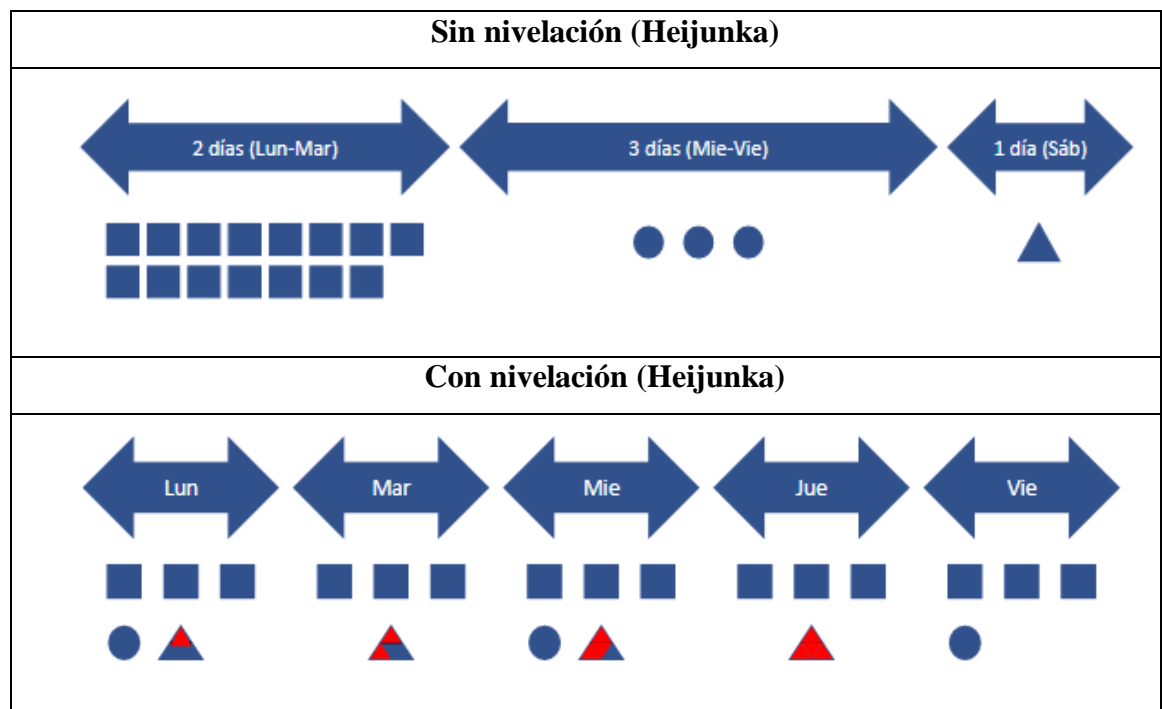 Sin nivelación (Heijunka)
2 días (Lun-Mar)
3 días (Mie-Vie)
1 día (Sáb)
Con nivelación (Heijunka)
Lun
Mar
Mie
Jue
Vie